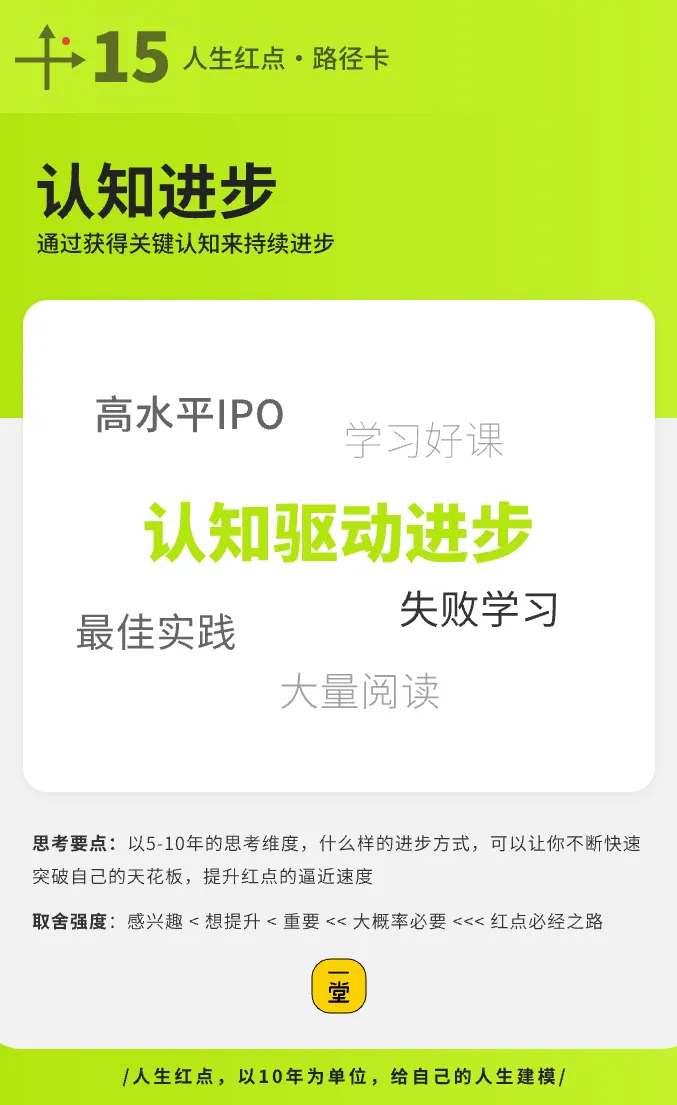 15 人生红点·路径卡
认知进步
通过获得关键认知来持续进步
高水平IPO
学习好课
认知驱动进步
失败学习
最佳实践
大量阅读
思考要点：以5-10年的思考维度，什么样的进步方式，可以让你不断快速
突破自己的天花板，提升红点的逼近速度
取舍强度：感兴趣 < 想提升 < 重要 << 大概率必要 <<< 红点必经之路
一堂
/人生红点，以10年为单位，给自己的人生建模/